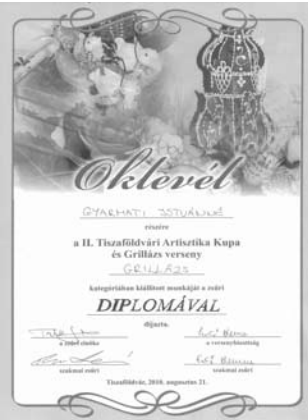 Oklevél
GYARMATI ISTVÁNNÉ
részére
a II. Tiszaföldvári Artisztika Kupa
és Grillázs verseny
GRILLÁZS
kategóriában kiállított munkáját a zsűri
DIPLOMÁVAL
díjazta.
a zsűri elnöke
a versenybizottság
szakmai zsűri
szakmai zsűri
Tiszaföldvár, 2010. augusztus 21.